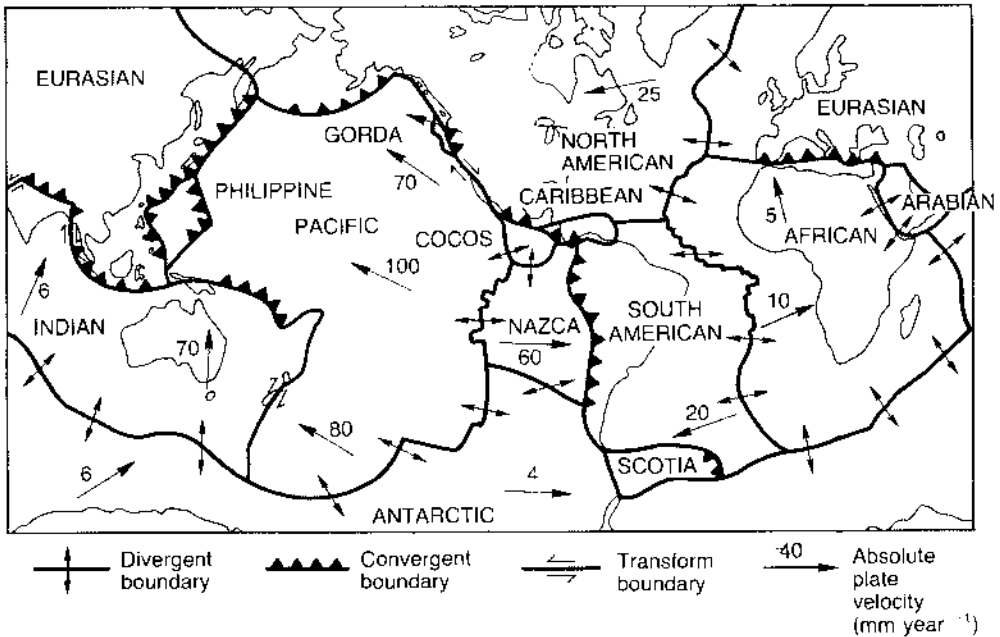 EURASIAN
GORDA
70
PHILIPPINE
PACIFIC
100
COCOS
CARIBBEAN
25
NORTH
AMERICAN
EURASIAN
ARABIAN
5
AFRICAN
6
INDIAN
70
NAZCA
60
SOUTH
AMERICAN
10
80
20
6
SCOTIA
4
ANTARCTIC
Divergent
boundary
Convergent
boundary
Transform
boundary
40
Absolute
plate
velocity
(mm year -1)